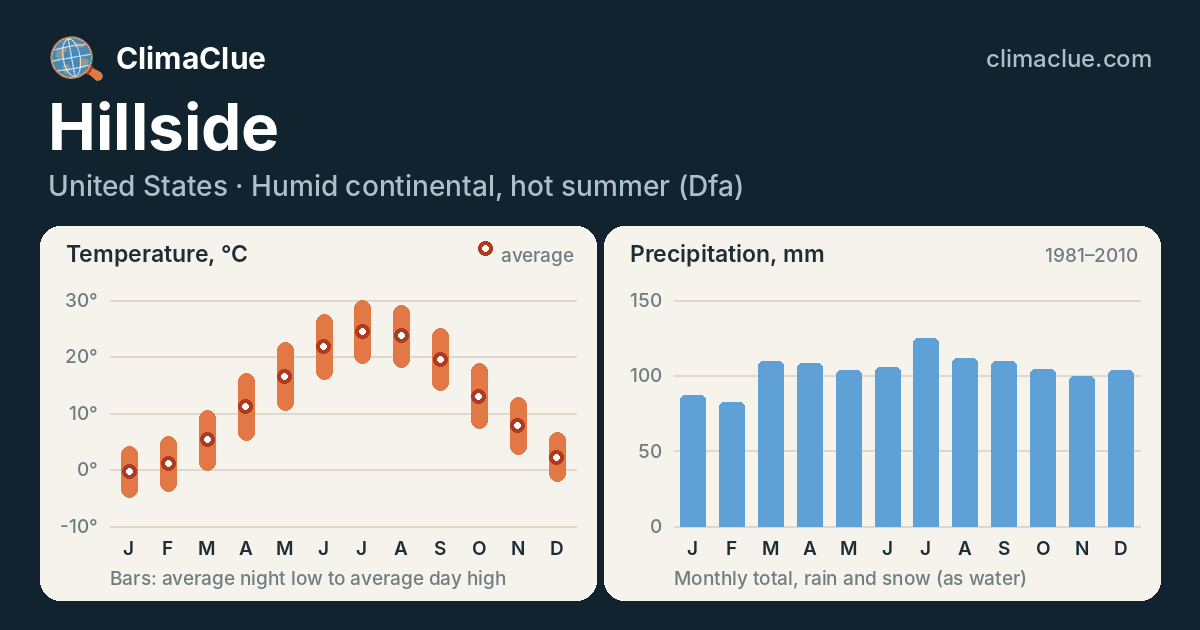 ClimaClue
climaclue.com
Hillside
United States · Humid continental, hot summer (Dfa)
Temperature, °C
average
30°
20°
10°
0°
-10°
J F M A M J J A S O N D
Bars: average night low to average day high
Precipitation, mm
1981–2010
150
100
50
0
J F M A M J J A S O N D
Monthly total, rain and snow (as water)